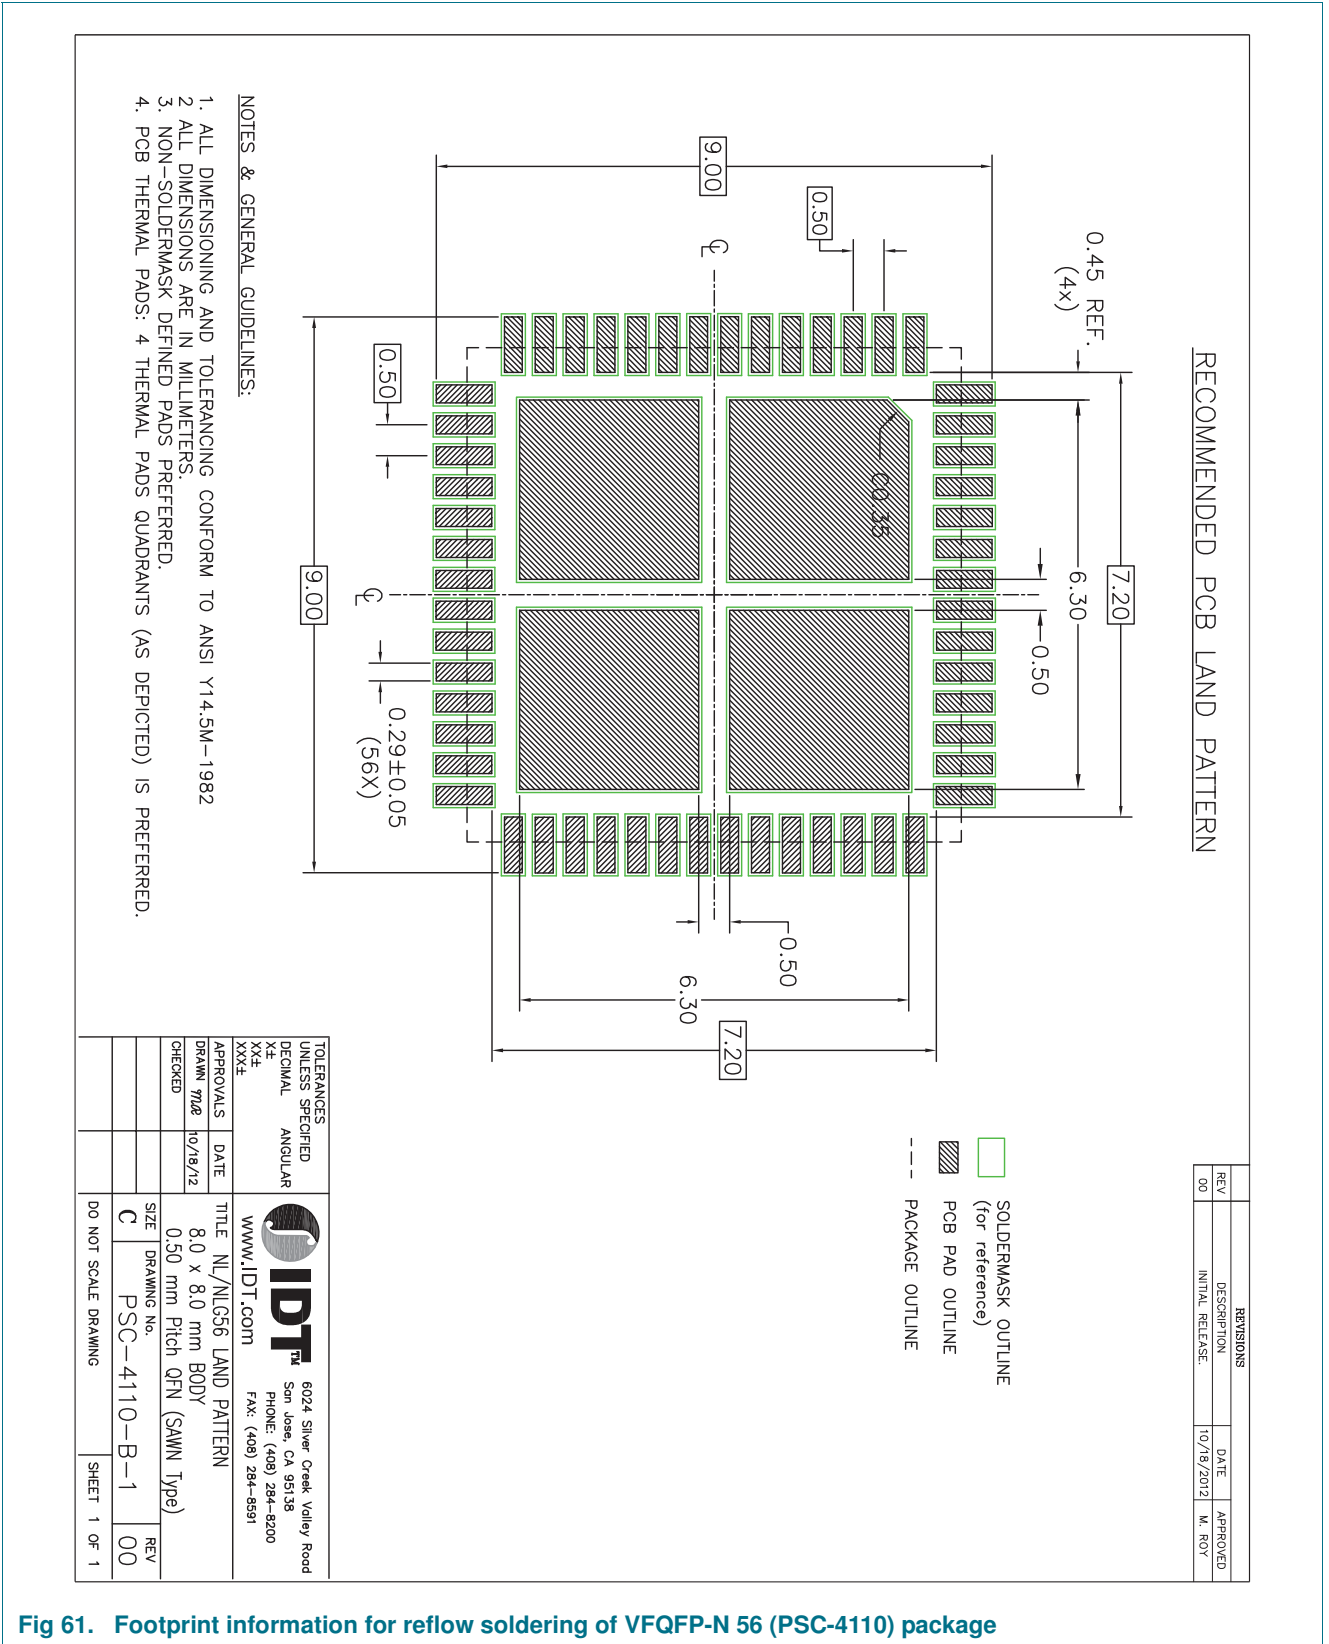 RECOMMENDED PCB LAND PATTERN
7.20
6.30
0.50
0.45 REF.
(4x)
0.50
9.00
C0.35
CL
CL
0.50
9.00
0.29±0.05
(56X)
0.50
6.30
7.20
NOTES & GENERAL GUIDELINES:
1. ALL DIMENSIONING AND TOLERANCING CONFORM TO ANSI Y14.5M-1982
2 ALL DIMENSIONS ARE IN MILLIMETERS.
3. NON-SOLDERMASK DEFINED PADS PREFERRED.
4. PCB THERMAL PADS: 4 THERMAL PADS QUADRANTS (AS DEPICTED) IS PREFERRED.
SOLDERMASK OUTLINE
(for reference)
PCB PAD OUTLINE
PACKAGE OUTLINE
REVISIONS
REV DESCRIPTION DATE APPROVED
00 INITIAL RELEASE. 10/18/2012 M. ROY
TOLERANCES
UNLESS SPECIFIED
DECIMAL ANGULAR
X±
XX±
XXX±
APPROVALS DATE
DRAWN MR 10/18/12
CHECKED
IDT™
www.IDT.com
6024 Silver Creek Valley Road
San Jose, CA 95138
PHONE: (408) 284-8200
FAX: (408) 284-8591
TITLE NL/NLG56 LAND PATTERN
8.0 x 8.0 mm BODY
0.50 mm Pitch QFN (SAWN Type)
SIZE DRAWING No. REV
C PSC-4110-B-1 00
DO NOT SCALE DRAWING SHEET 1 OF 1
Fig 61. Footprint information for reflow soldering of VFQFP-N 56 (PSC-4110) package